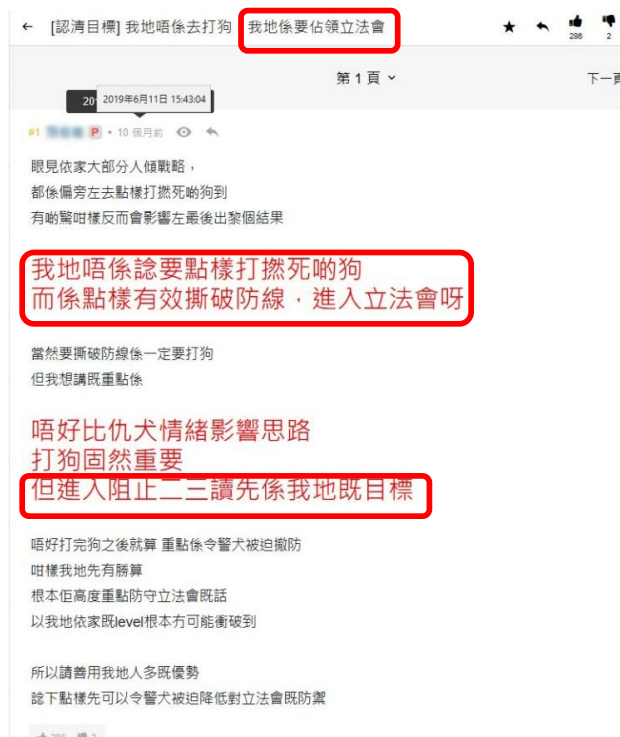 ← [認清目標] 我地唔係去打狗 我地係要佔領立法會
286 2
第 1 頁
下一頁
20
2019年6月11日 15:43:04
#1 P • 10 個月前
眼見依家大部分人傾戰略，
都係偏旁左去點樣打撚死啲狗到
有啲驚咁樣反而會影響左最後出黎個結果
我地唔係諗要點樣打撚死啲狗
而係點樣有效撕破防線，進入立法會呀
當然要撕破防線係一定要打狗
但我想講既重點係
唔好比仇犬情緒影響思路
打狗固然重要
但進入阻止二三讀先係我地既目標
唔好打完狗之後就算 重點係令警犬被迫撤防
咁樣我地先有勝算
根本佢高度重點防守立法會既話
以我地依家既level根本冇可能衝破到
所以請善用我地人多既優勢
諗下點樣先可以令警犬被迫降低對立法會既防禦